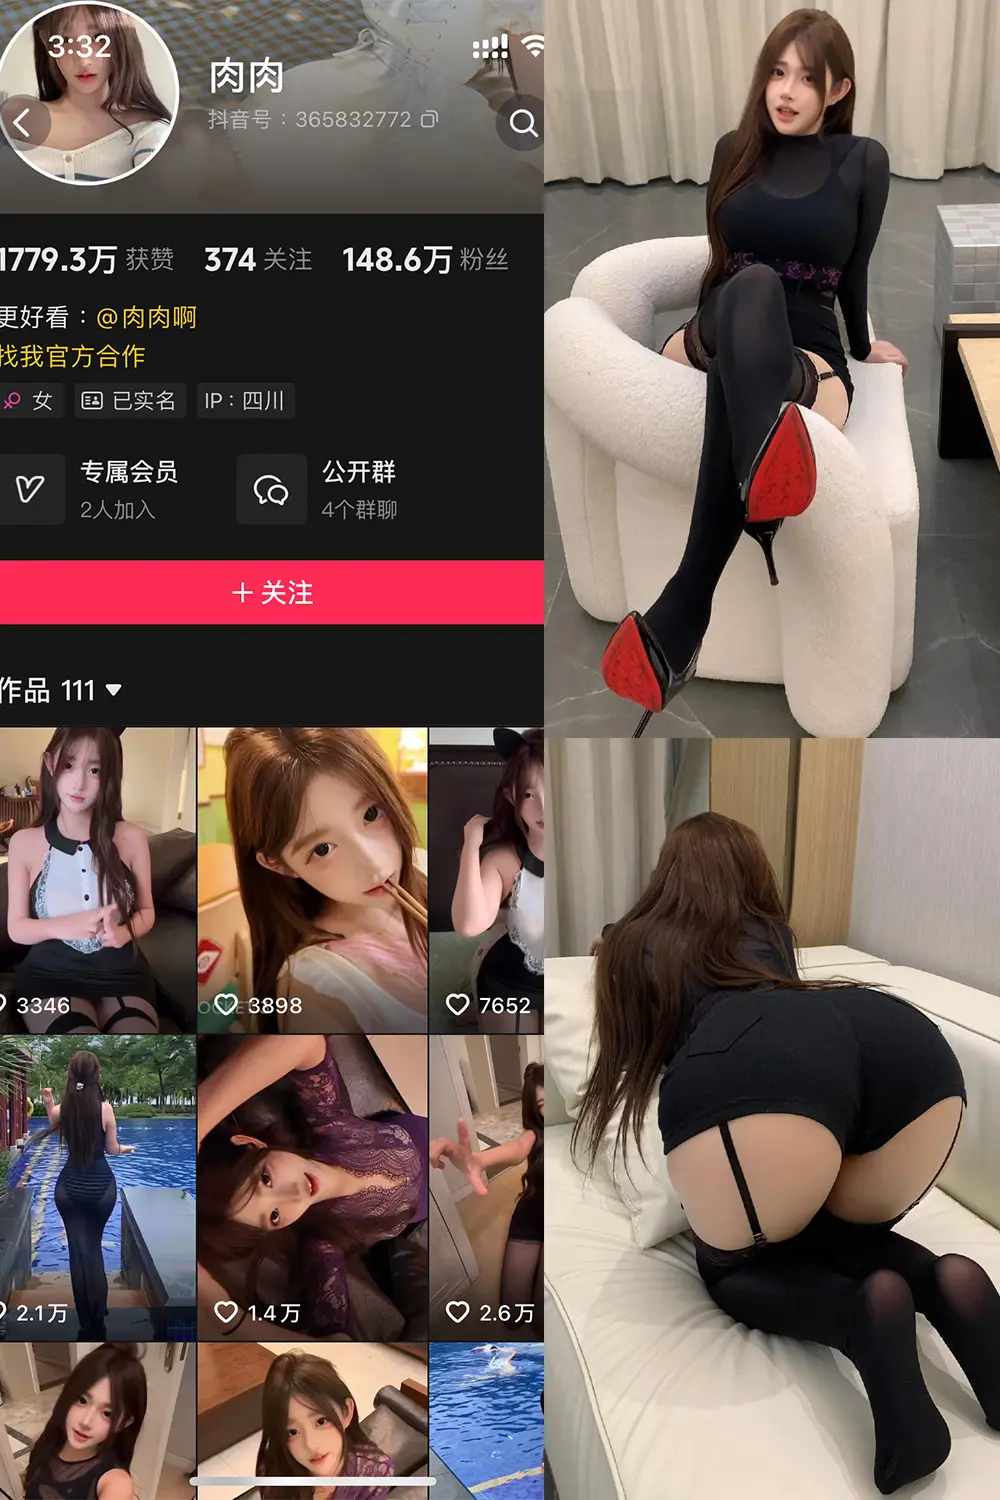 3:32
肉肉
抖音号：365832772
1779.3万 获赞 374 关注 148.6万 粉丝
更好看：@肉肉啊
找我官方合作
女 已实名 IP：四川
专属会员 公开群
2人加入 4个群聊
+ 关注
作品 111
3346 3898 7652
2.1万 1.4万 2.6万